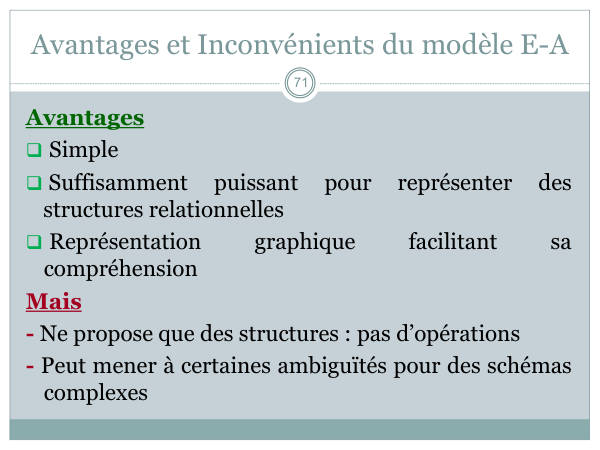 Avantages et Inconvénients du modèle E-A
71
Avantages
Simple
Suffisamment puissant pour représenter des
structures relationnelles
Représentation graphique facilitant sa
compréhension
Mais
- Ne propose que des structures : pas d’opérations
- Peut mener à certaines ambiguïtés pour des schémas
complexes